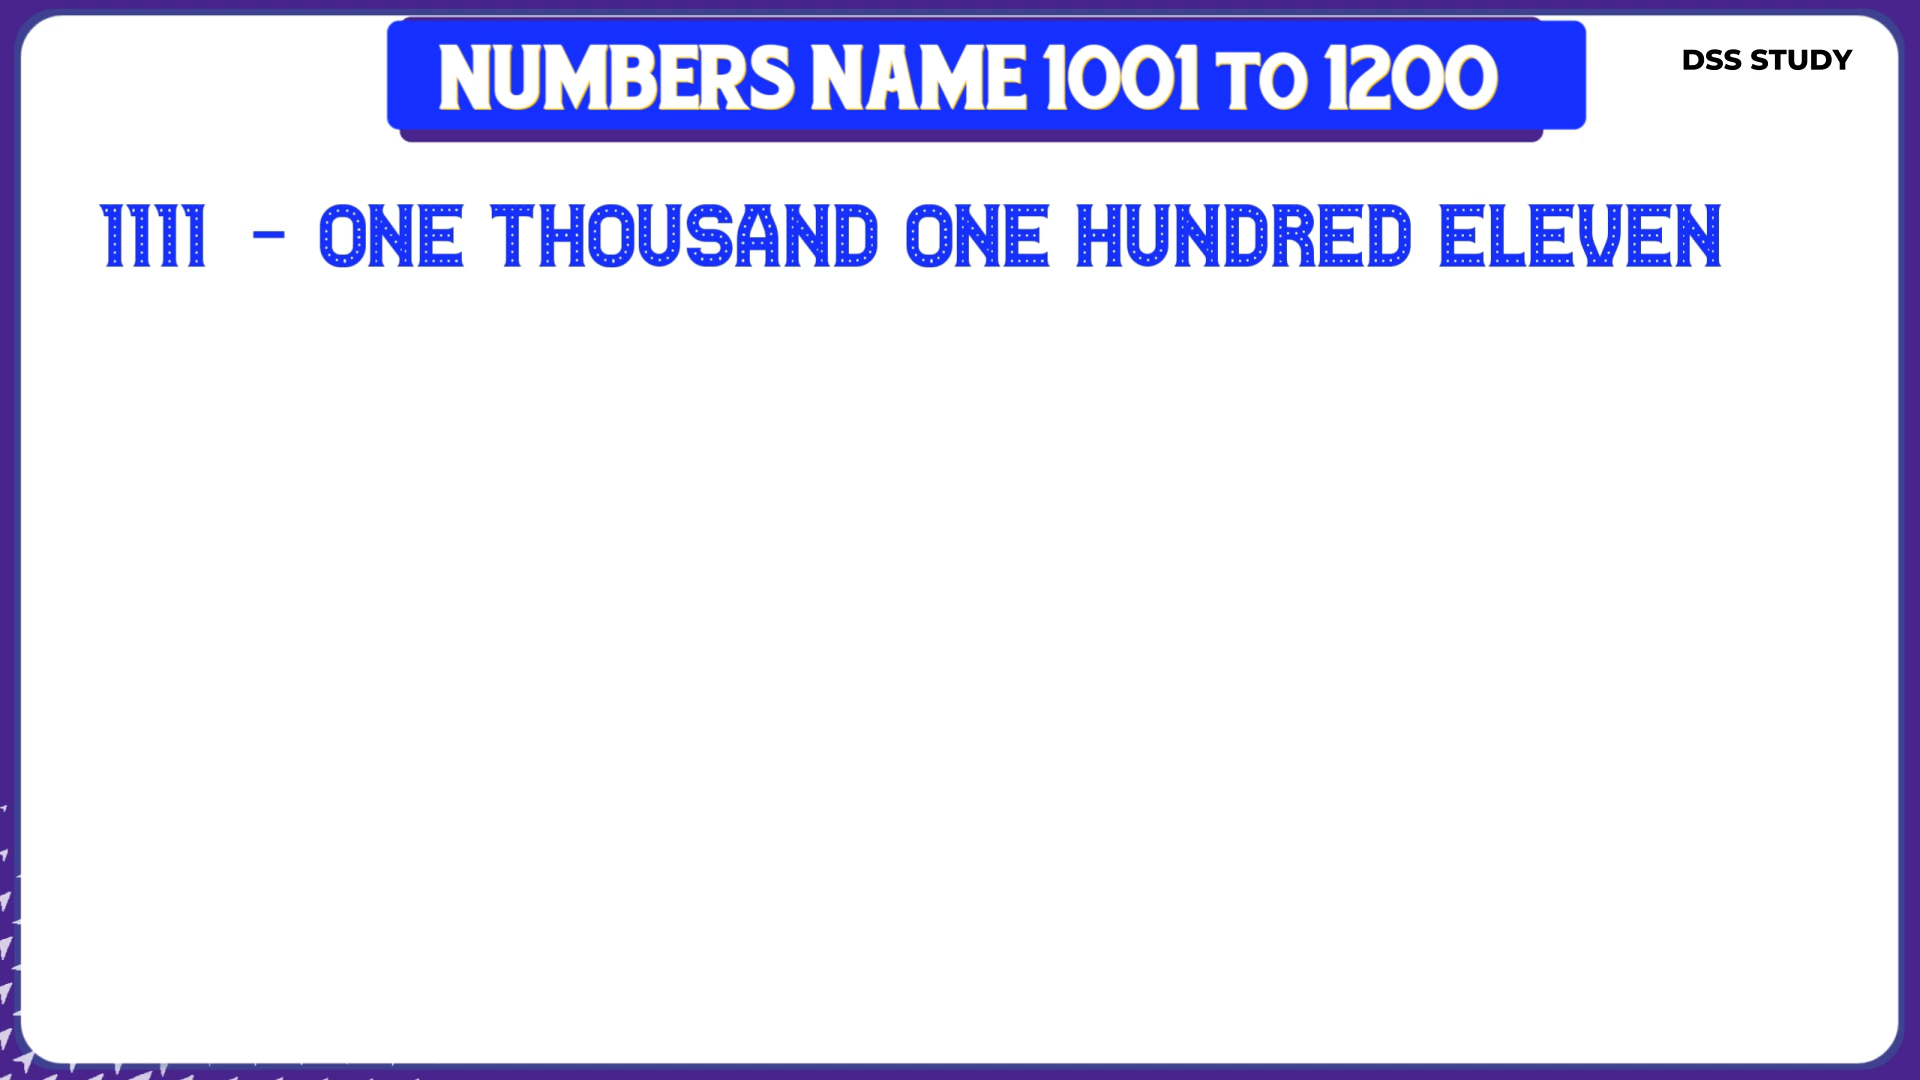 NUMBERS NAME 1001 TO 1200
DSS STUDY
1111 - ONE THOUSAND ONE HUNDRED ELEVEN